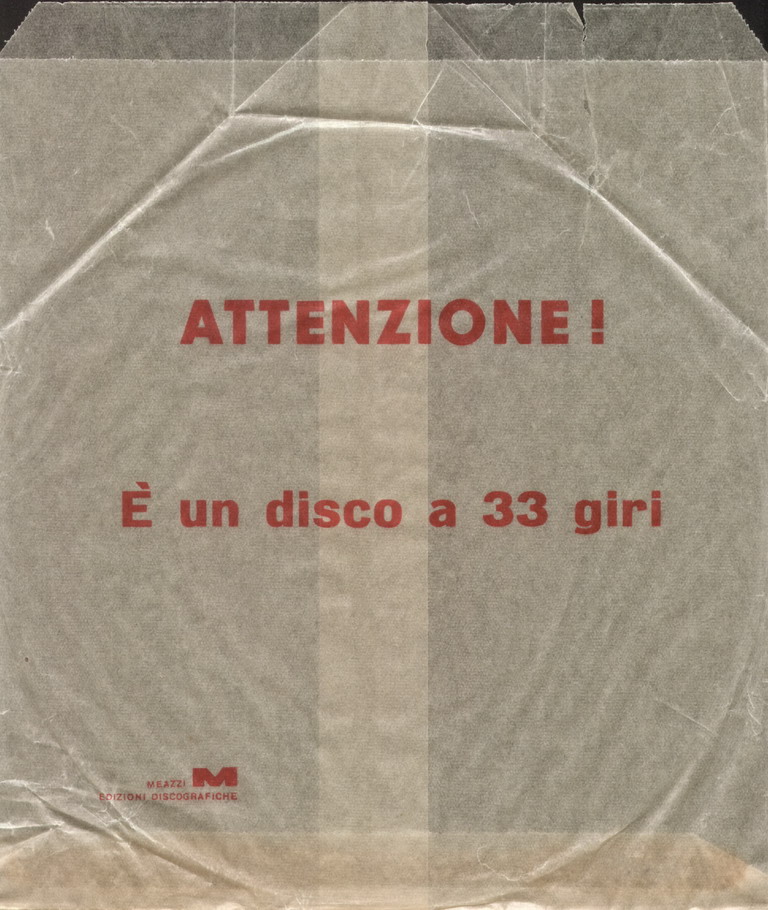 ATTENZIONE !
È un disco a 33 giri
MEAZZI M
EDIZIONI DISCOGRAFICHE